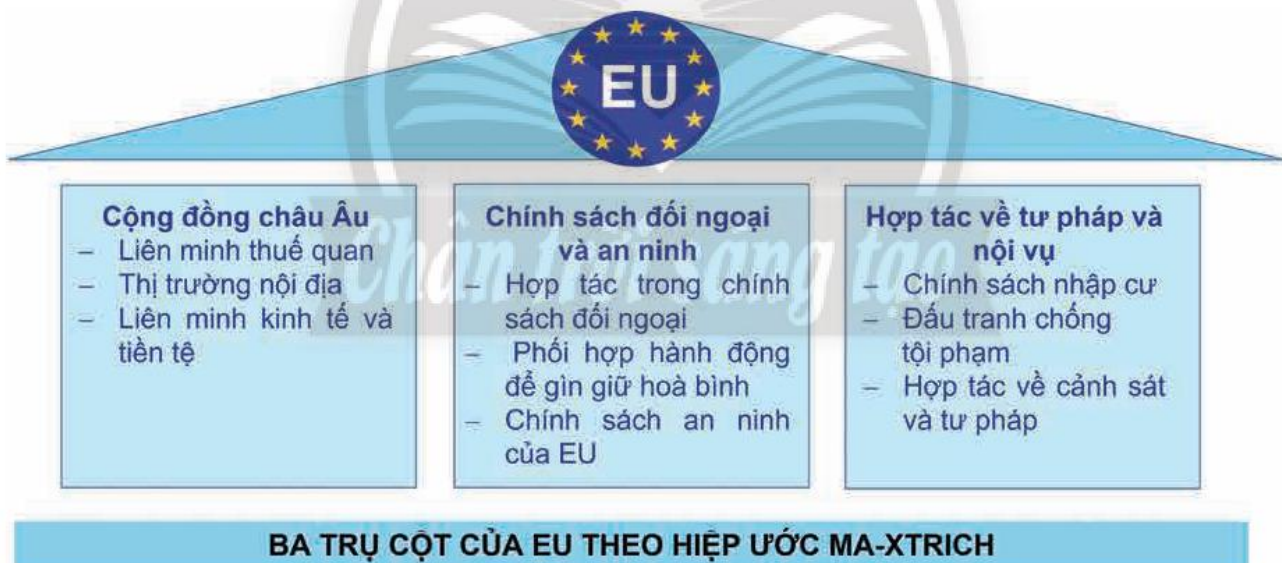 EU
Cộng đồng châu Âu
– Liên minh thuế quan
– Thị trường nội địa
– Liên minh kinh tế và
tiền tệ
Chính sách đối ngoại
và an ninh
– Hợp tác trong chính
sách đối ngoại
– Phối hợp hành động
để gìn giữ hoà bình
– Chính sách an ninh
của EU
Hợp tác về tư pháp và
nội vụ
– Chính sách nhập cư
– Đấu tranh chống
tội phạm
– Hợp tác về cảnh sát
và tư pháp
Chân trời sáng tạo
BA TRỤ CỘT CỦA EU THEO HIỆP ƯỚC MA-XTRICH